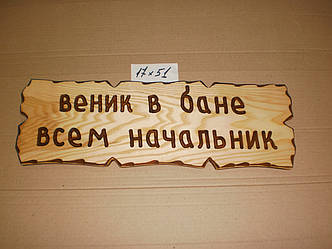 17×51
веник в бане
всем начальник